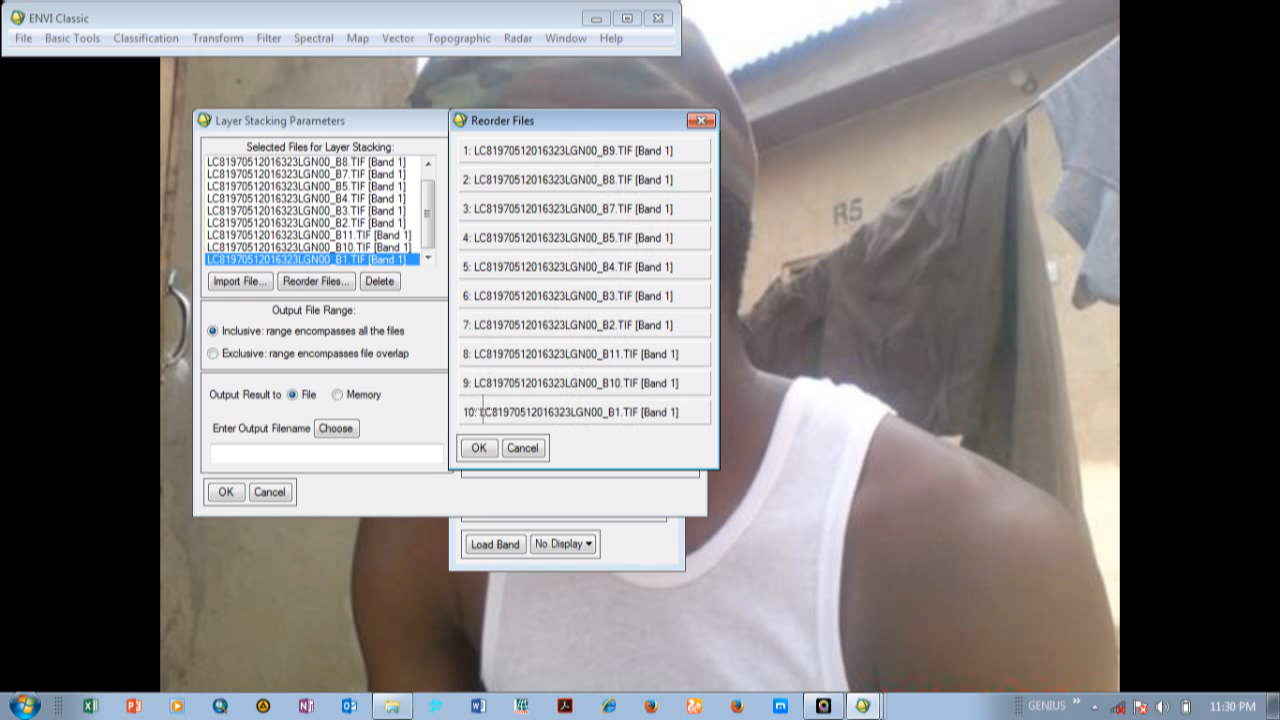 ENVI Classic
File Basic Tools Classification Transform Filter Spectral Map Vector Topographic Radar Window Help
Layer Stacking Parameters
Selected Files for Layer Stacking:
LC81970512016323LGN00_B8.TIF [Band 1]
LC81970512016323LGN00_B7.TIF [Band 1]
LC81970512016323LGN00_B5.TIF [Band 1]
LC81970512016323LGN00_B4.TIF [Band 1]
LC81970512016323LGN00_B3.TIF [Band 1]
LC81970512016323LGN00_B2.TIF [Band 1]
LC81970512016323LGN00_B11.TIF [Band 1]
LC81970512016323LGN00_B10.TIF [Band 1]
LC81970512016323LGN00_B1.TIF [Band 1]
Import File... Reorder Files... Delete
Output File Range:
Inclusive: range encompasses all the files
Exclusive: range encompasses file overlap
Output Result to File Memory
Enter Output Filename Choose
OK Cancel
Reorder Files
1: LC81970512016323LGN00_B9.TIF [Band 1]
2: LC81970512016323LGN00_B8.TIF [Band 1]
3: LC81970512016323LGN00_B7.TIF [Band 1]
4: LC81970512016323LGN00_B5.TIF [Band 1]
5: LC81970512016323LGN00_B4.TIF [Band 1]
6: LC81970512016323LGN00_B3.TIF [Band 1]
7: LC81970512016323LGN00_B2.TIF [Band 1]
8: LC81970512016323LGN00_B11.TIF [Band 1]
9: LC81970512016323LGN00_B10.TIF [Band 1]
10: LC81970512016323LGN00_B1.TIF [Band 1]
OK Cancel
Load Band No Display
R5
GENIUS
11:30 PM